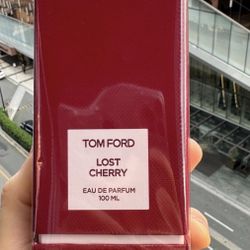 TOM FORD
LOST
CHERRY
EAU DE PARFUM
100 ML